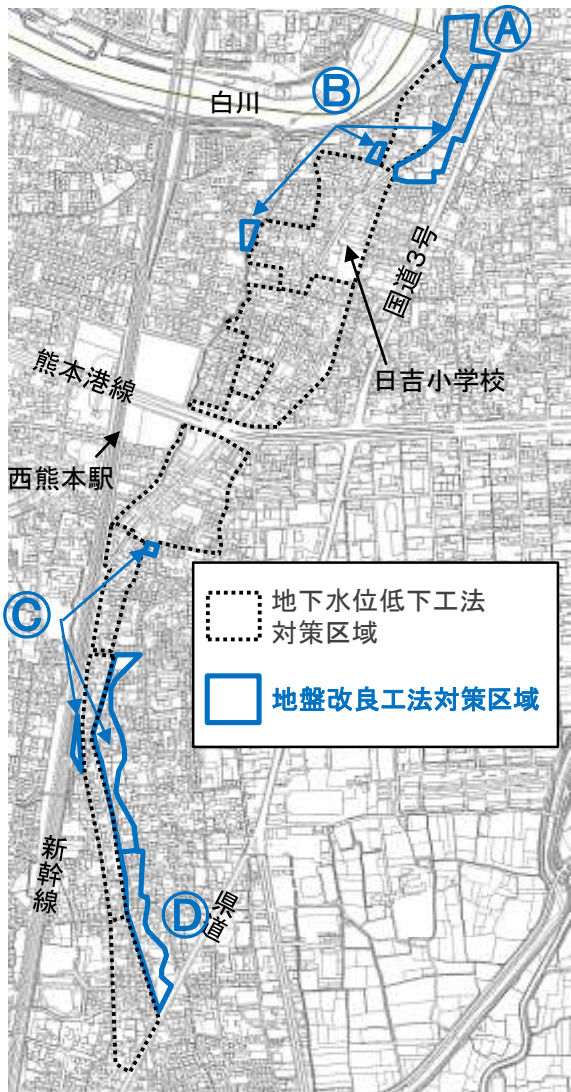 Ⓐ
Ⓑ
白川
国道3号
日吉小学校
熊本港線
西熊本駅
Ⓒ
地下水位低下工法
対策区域
地盤改良工法対策区域
新幹線
Ⓓ
県道